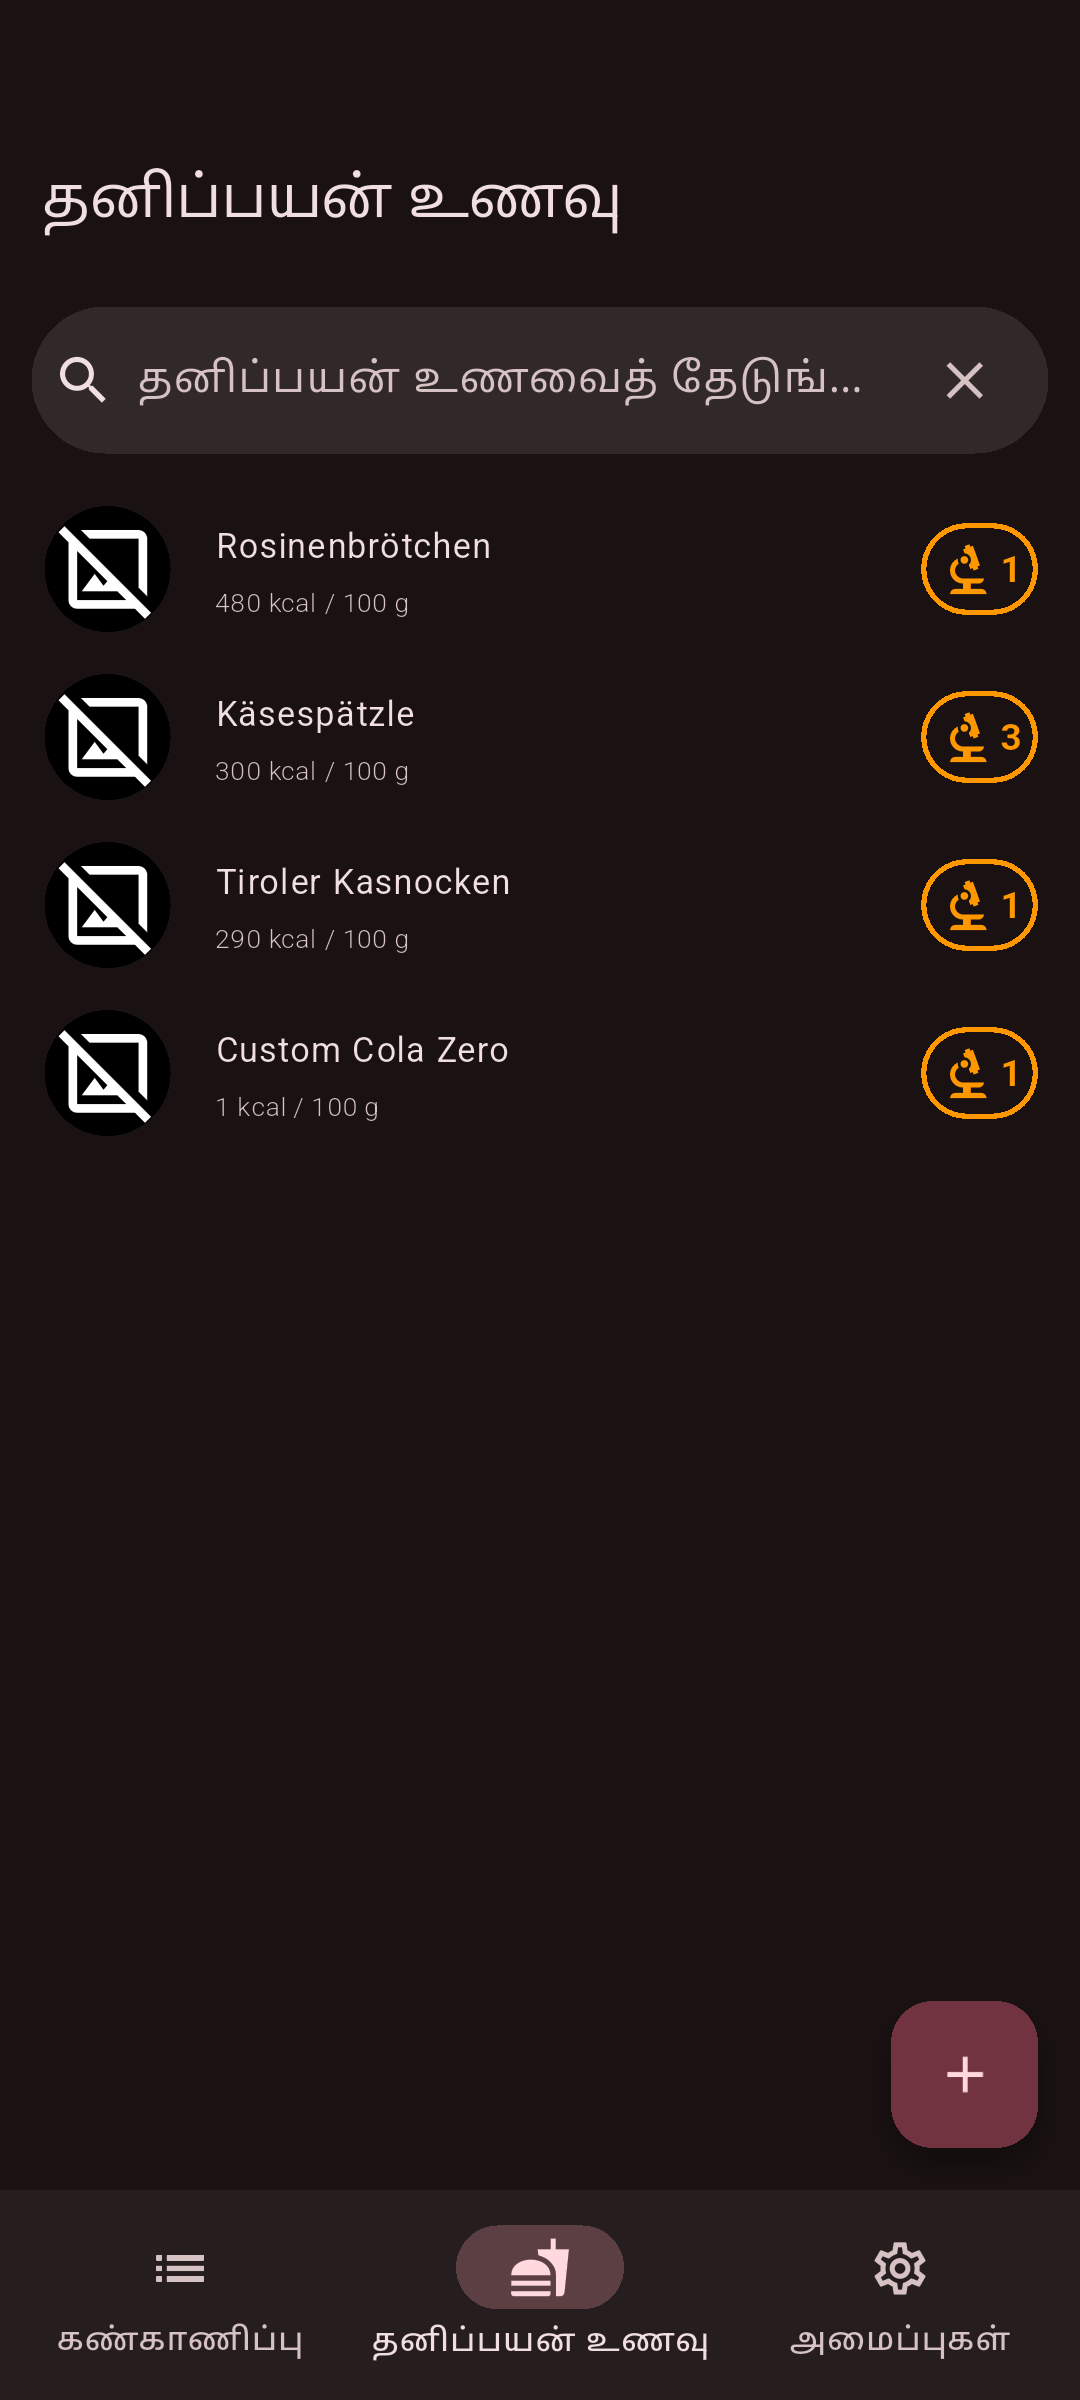 தனிப்பயன் உணவு
தனிப்பயன் உணவைத் தேடுங்...
Rosinenbrötchen
480 kcal / 100 g
1
Käsespätzle
300 kcal / 100 g
3
Tiroler Kasnocken
290 kcal / 100 g
1
Custom Cola Zero
1 kcal / 100 g
1
கண்காணிப்பு
தனிப்பயன் உணவு
அமைப்புகள்